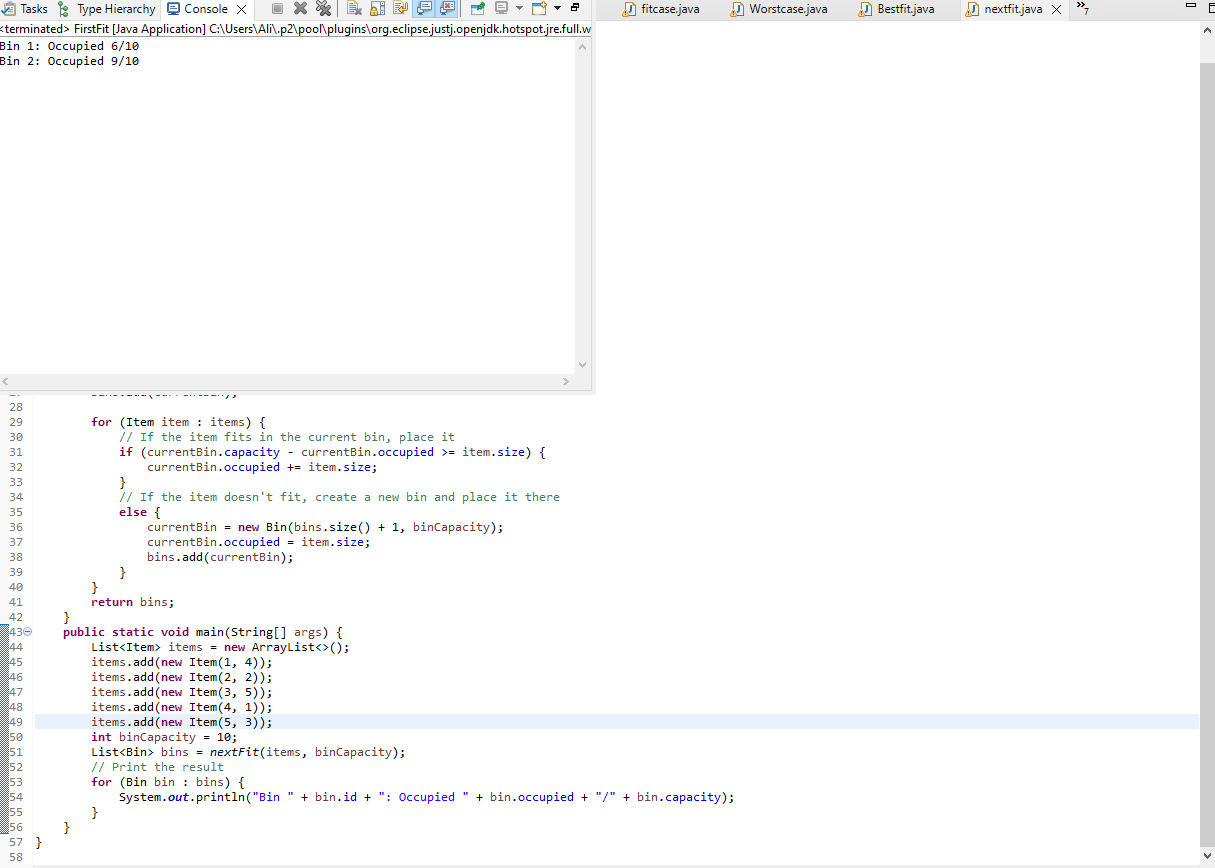 Tasks Type Hierarchy Console
fitcase.java Worstcase.java Bestfit.java nextfit.java 7
<terminated> FirstFit [Java Application] C:\Users\Ali\.p2\pool\plugins\org.eclipse.justj.openjdk.hotspot.jre.full.w
Bin 1: Occupied 6/10
Bin 2: Occupied 9/10
28
29 for (Item item : items) {
30 // If the item fits in the current bin, place it
31 if (currentBin.capacity - currentBin.occupied >= item.size) {
32 currentBin.occupied += item.size;
33 }
34 // If the item doesn't fit, create a new bin and place it there
35 else {
36 currentBin = new Bin(bins.size() + 1, binCapacity);
37 currentBin.occupied = item.size;
38 bins.add(currentBin);
39 }
40 }
41 return bins;
42 }
43 public static void main(String[] args) {
44 List<Item> items = new ArrayList<>();
45 items.add(new Item(1, 4));
46 items.add(new Item(2, 2));
47 items.add(new Item(3, 5));
48 items.add(new Item(4, 1));
49 items.add(new Item(5, 3));
50 int binCapacity = 10;
51 List<Bin> bins = nextFit(items, binCapacity);
52 // Print the result
53 for (Bin bin : bins) {
54 System.out.println("Bin " + bin.id + ": Occupied " + bin.occupied + "/" + bin.capacity);
55 }
56 }
57 }
58